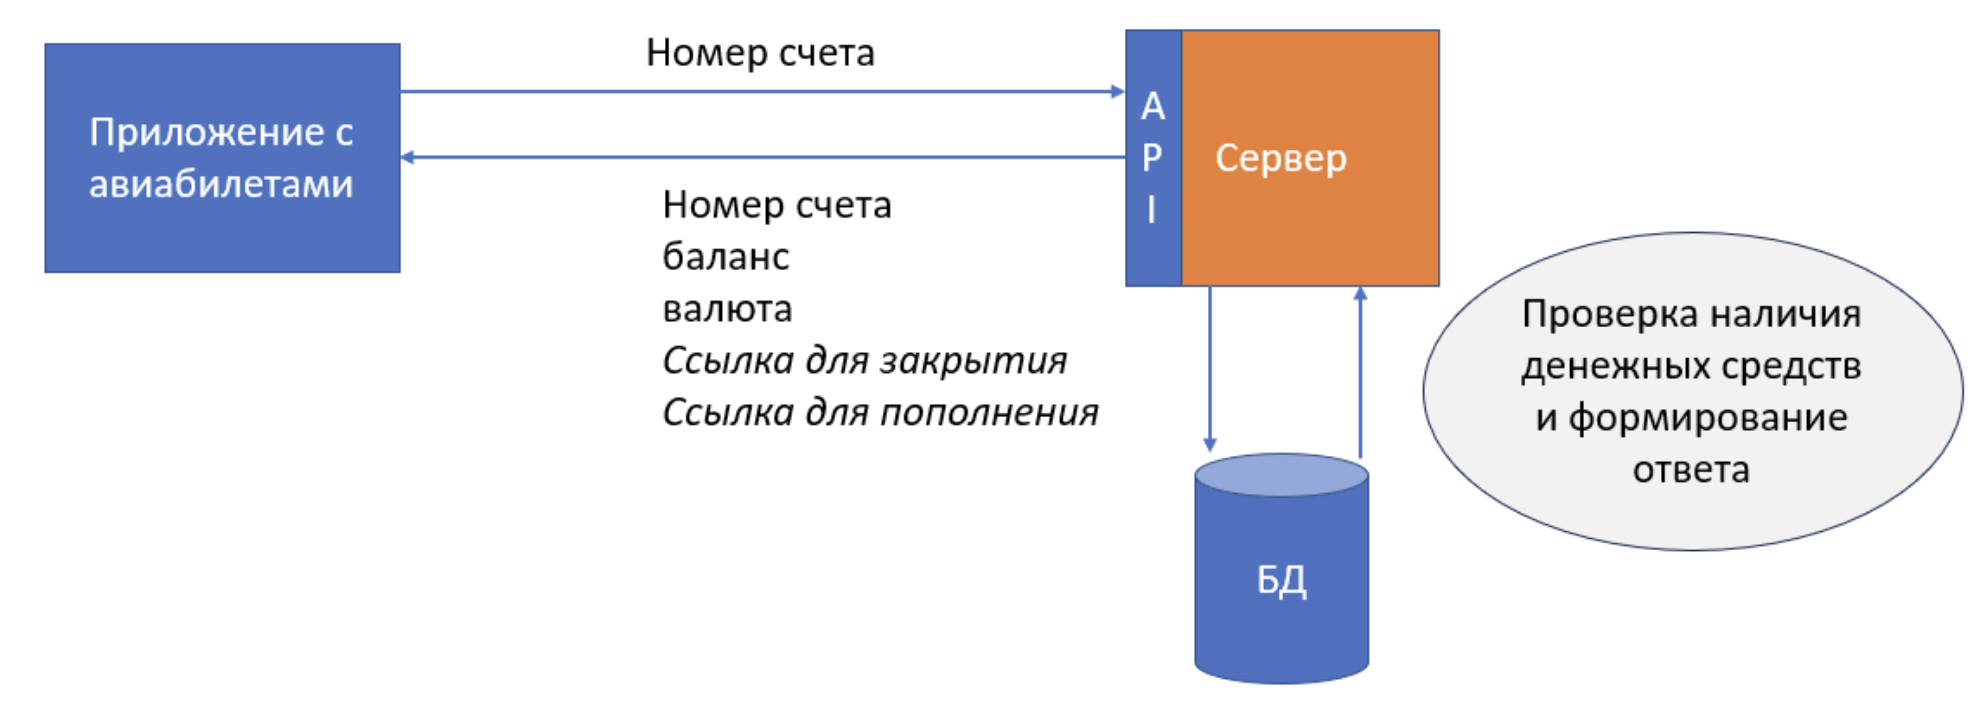 Номер счета
Приложение с
авиабилетами
A
P
I
Сервер
Номер счета
баланс
валюта
Ссылка для закрытия
Ссылка для пополнения
Проверка наличия
денежных средств
и формирование
ответа
БД